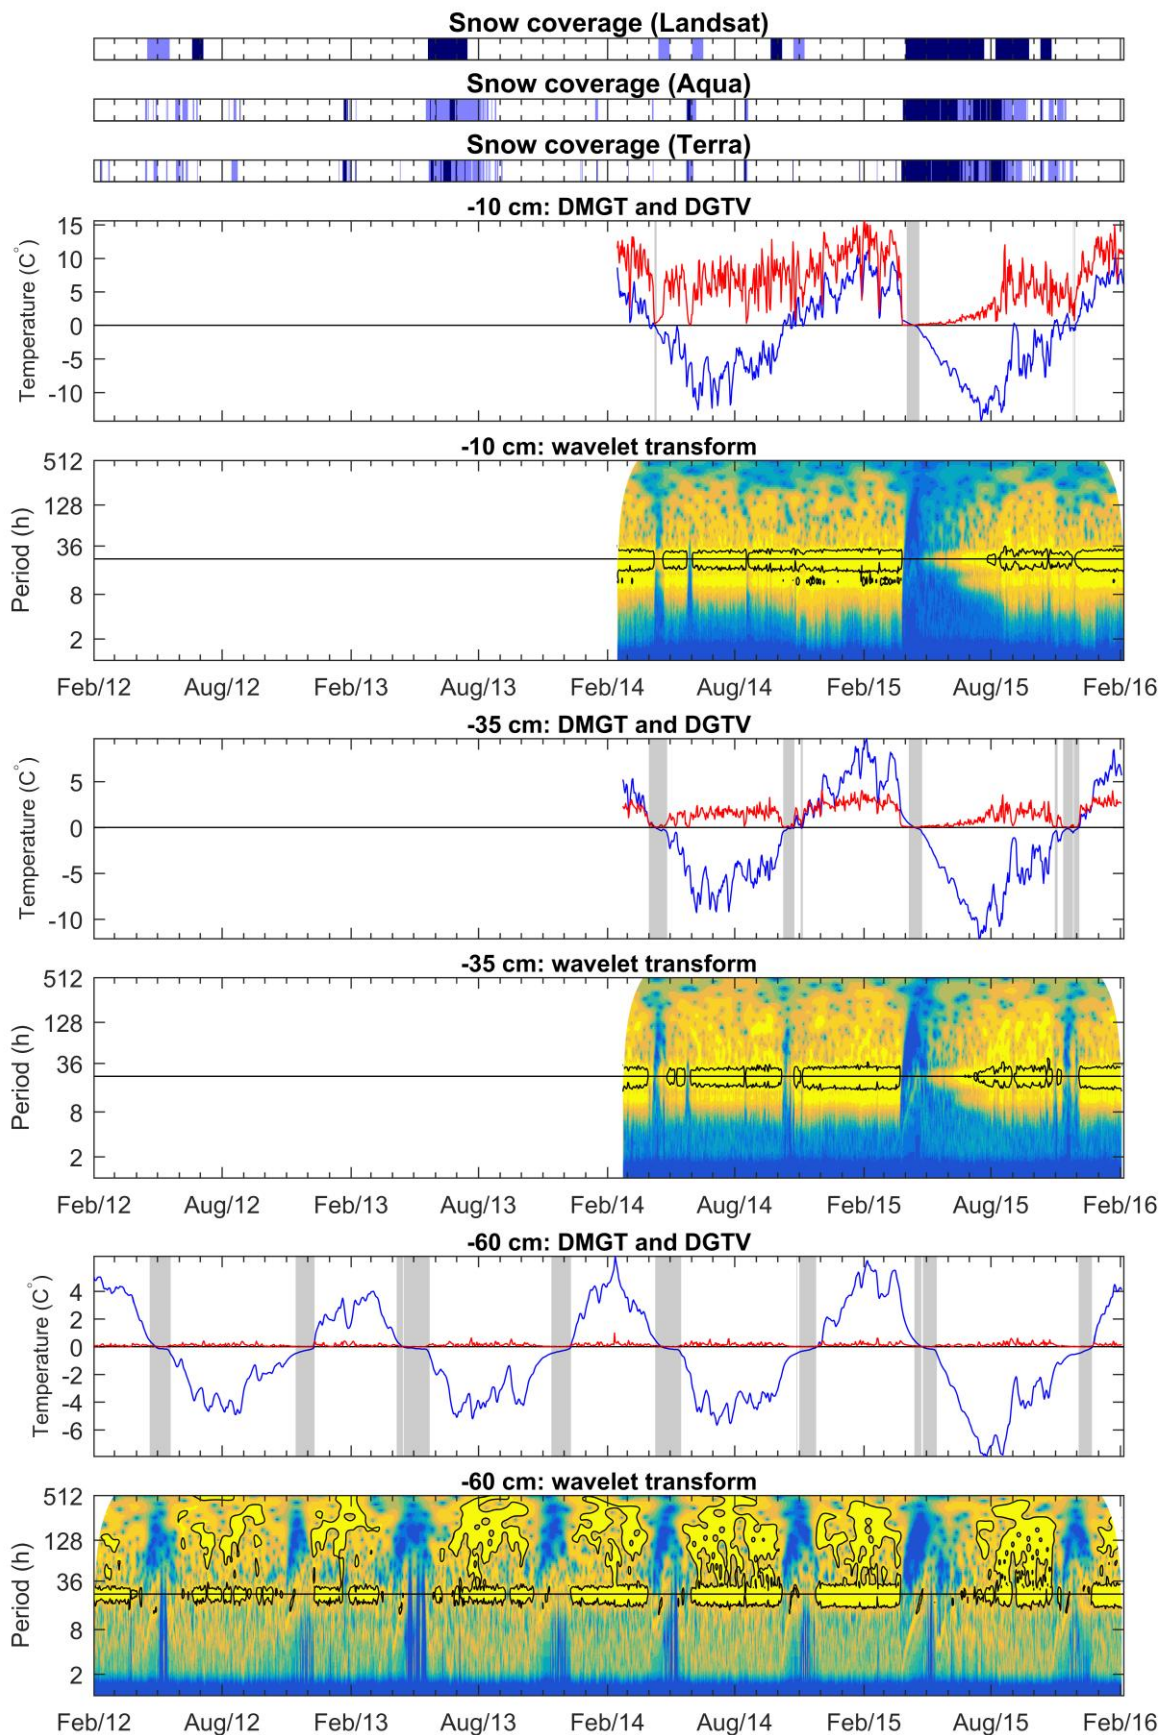 Snow coverage (Landsat)
Snow coverage (Aqua)
Snow coverage (Terra)
-10 cm: DMGT and DGTV
Temperature (C°)
15
10
5
0
-5
-10
-10 cm: wavelet transform
Period (h)
512
128
36
8
2
Feb/12 Aug/12 Feb/13 Aug/13 Feb/14 Aug/14 Feb/15 Aug/15 Feb/16
-35 cm: DMGT and DGTV
Temperature (C°)
5
0
-5
-10
-35 cm: wavelet transform
Period (h)
512
128
36
8
2
Feb/12 Aug/12 Feb/13 Aug/13 Feb/14 Aug/14 Feb/15 Aug/15 Feb/16
-60 cm: DMGT and DGTV
Temperature (C°)
4
2
0
-2
-4
-6
-60 cm: wavelet transform
Period (h)
512
128
36
8
2
Feb/12 Aug/12 Feb/13 Aug/13 Feb/14 Aug/14 Feb/15 Aug/15 Feb/16